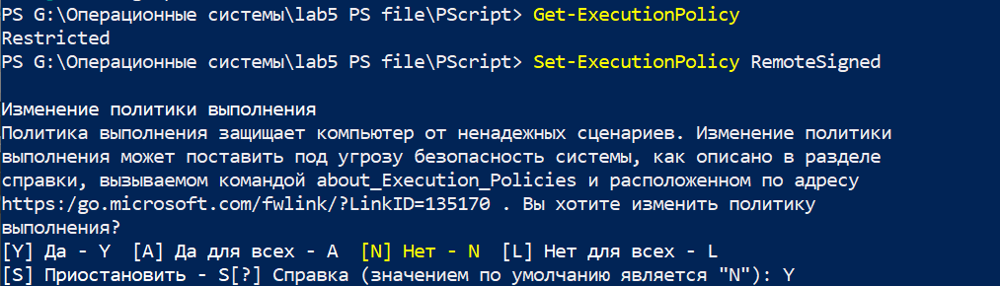 PS G:\Операционные системы\lab5 PS file\PScript> Get-ExecutionPolicy
Restricted
PS G:\Операционные системы\lab5 PS file\PScript> Set-ExecutionPolicy RemoteSigned
Изменение политики выполнения
Политика выполнения защищает компьютер от ненадежных сценариев. Изменение политики
выполнения может поставить под угрозу безопасность системы, как описано в разделе
справки, вызываемом командой about_Execution_Policies и расположенном по адресу
https:/go.microsoft.com/fwlink/?LinkID=135170 . Вы хотите изменить политику
выполнения?
[Y] Да - Y  [A] Да для всех - A  [N] Нет - N  [L] Нет для всех - L
[S] Приостановить - S[?] Справка (значением по умолчанию является "N"): Y